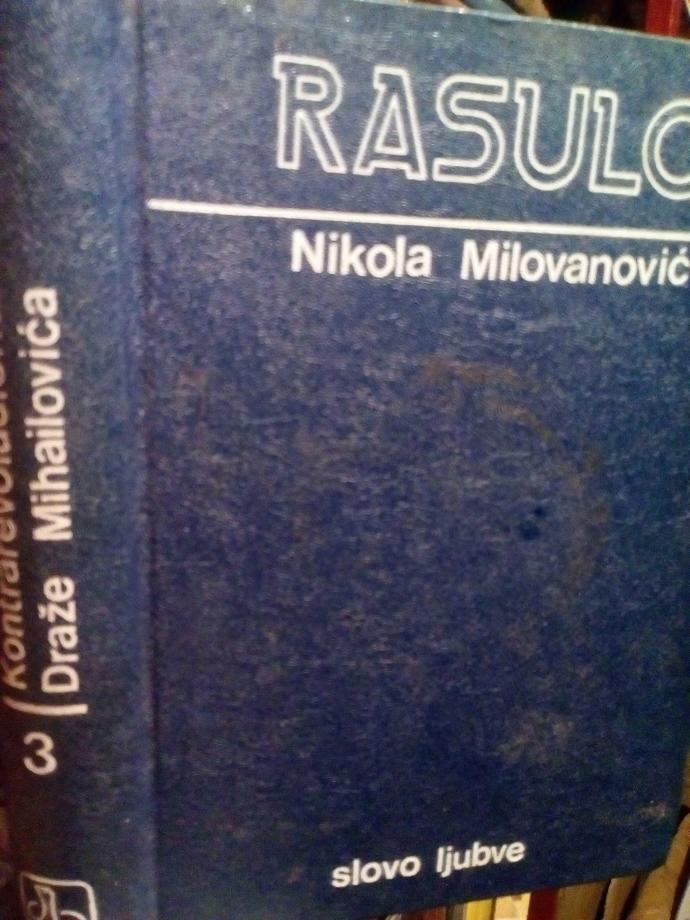 RASULO
Nikola Milovanović
slovo ljubve
Draže Mihailovića
3